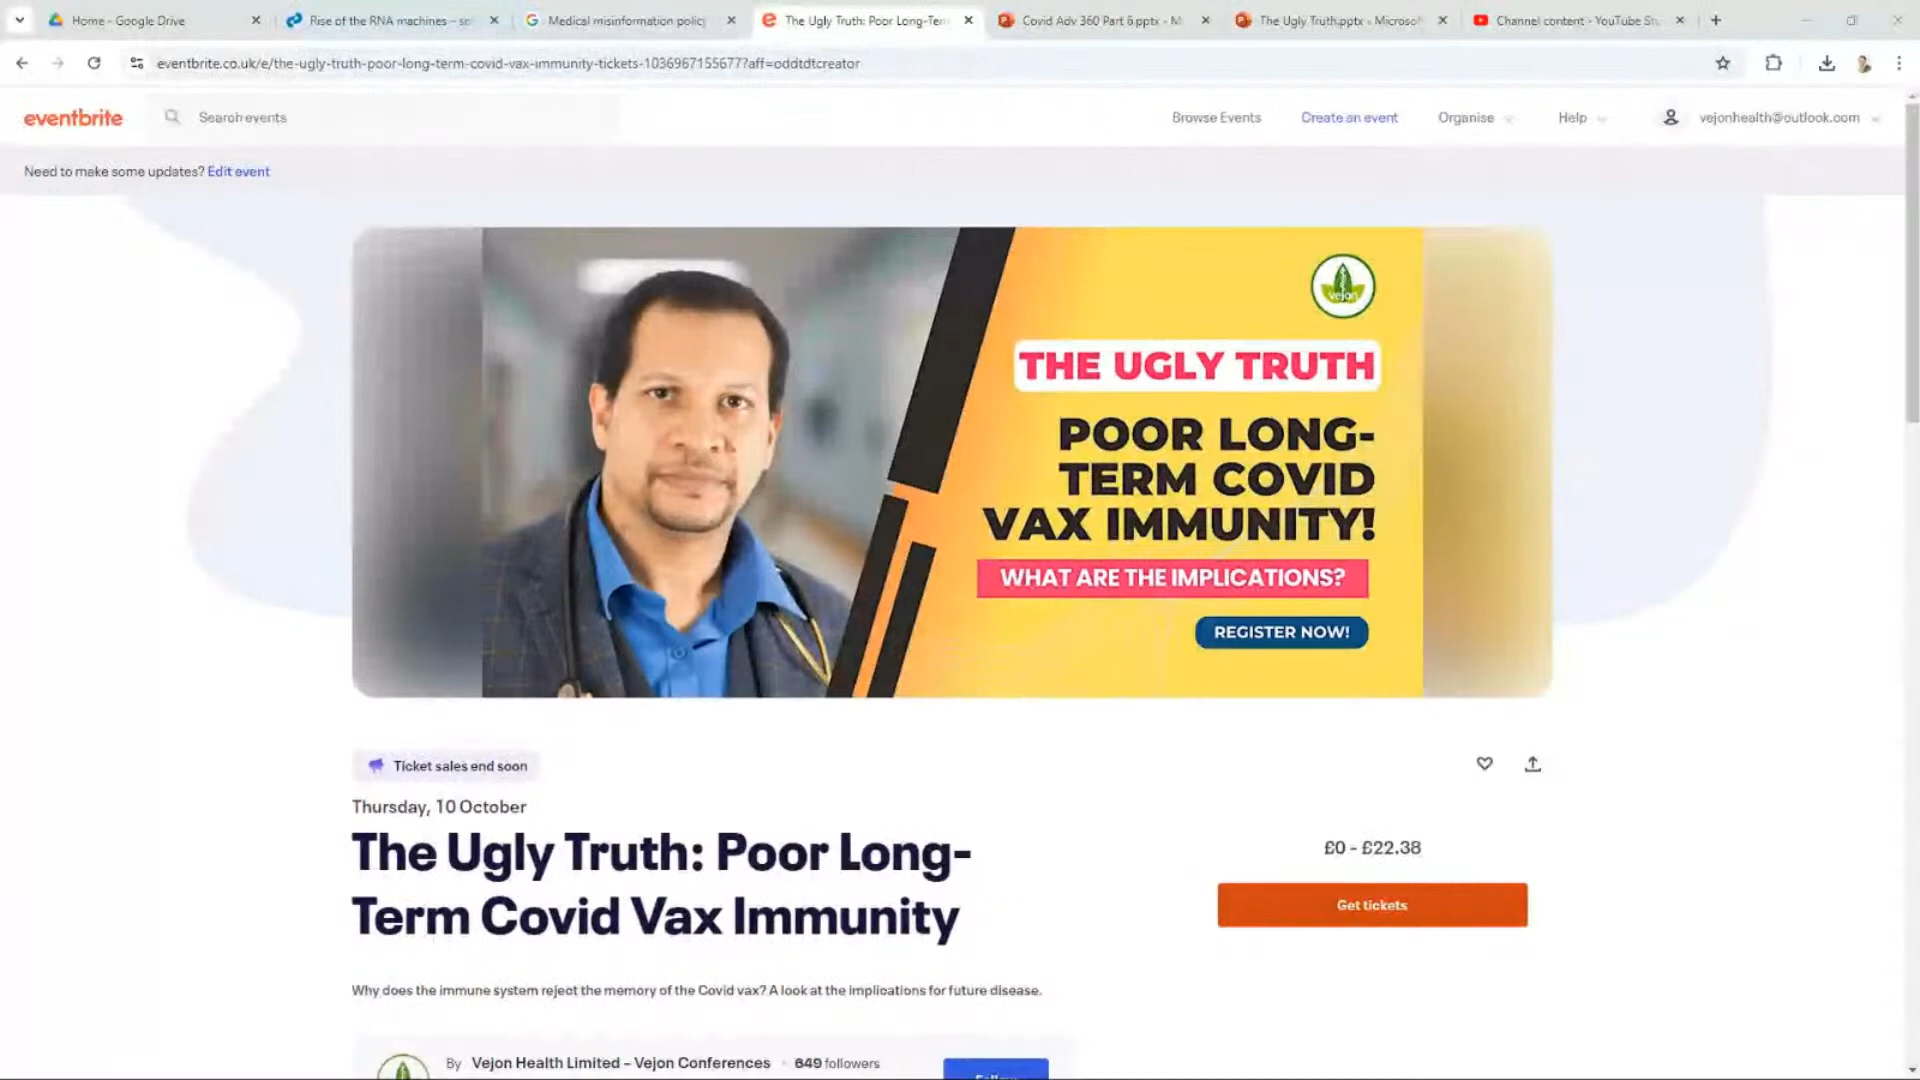 Home - Google Drive
Rise of the RNA machines – se
Medical misinformation policy
The Ugly Truth: Poor Long-Ter
Covid Adv 360 Part 6.pptx - M
The Ugly Truth.pptx - Microsof
Channel content - YouTube St
eventbrite.co.uk/e/the-ugly-truth-poor-long-term-covid-vax-immunity-tickets-1036967155677?aff=oddtdtcreator
eventbrite
Search events
Browse Events
Create an event
Organise
Help
vejonhealth@outlook.com
Need to make some updates? Edit event
vejon
THE UGLY TRUTH
POOR LONG-
TERM COVID
VAX IMMUNITY!
WHAT ARE THE IMPLICATIONS?
REGISTER NOW!
Ticket sales end soon
Thursday, 10 October
The Ugly Truth: Poor Long-
Term Covid Vax Immunity
£0 - £22.38
Get tickets
Why does the immune system reject the memory of the Covid vax? A look at the implications for future disease.
By Vejon Health Limited – Vejon Conferences · 649 followers
Follow